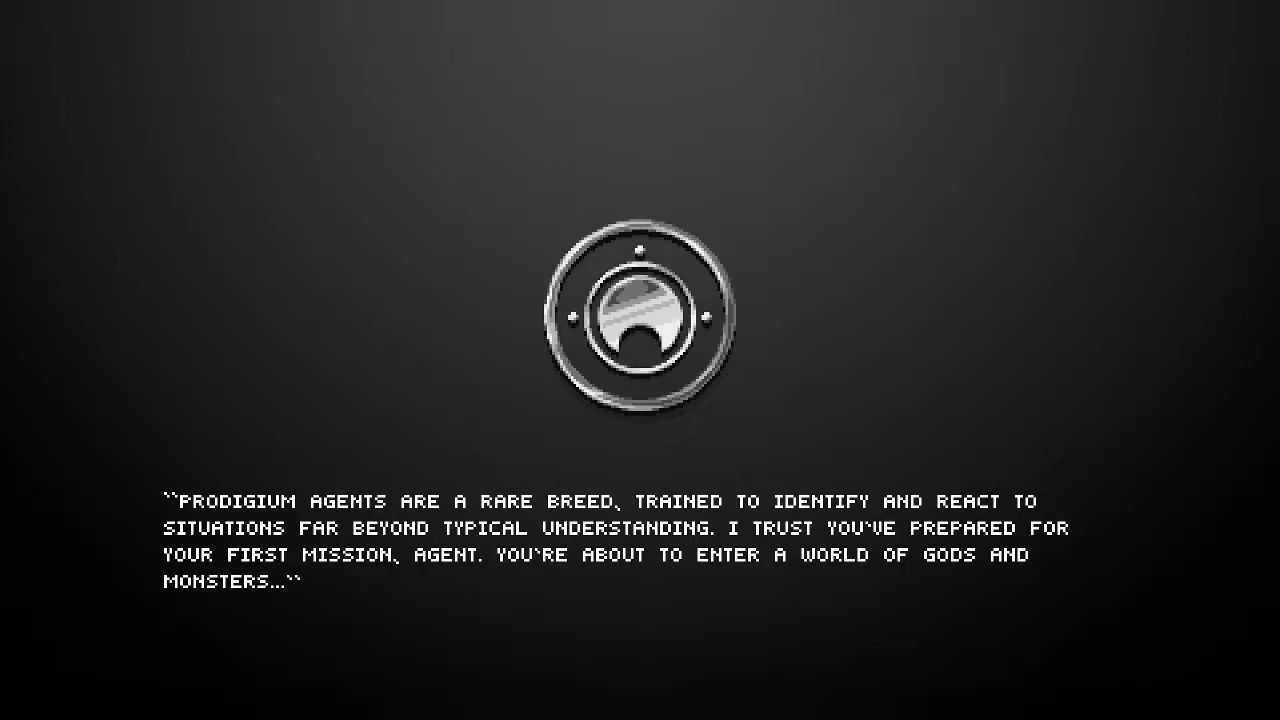 ``PRODIGIUM AGENTS ARE A RARE BREED, TRAINED TO IDENTIFY AND REACT TO
SITUATIONS FAR BEYOND TYPICAL UNDERSTANDING. I TRUST YOU'VE PREPARED FOR
YOUR FIRST MISSION, AGENT. YOU'RE ABOUT TO ENTER A WORLD OF GODS AND
MONSTERS...``